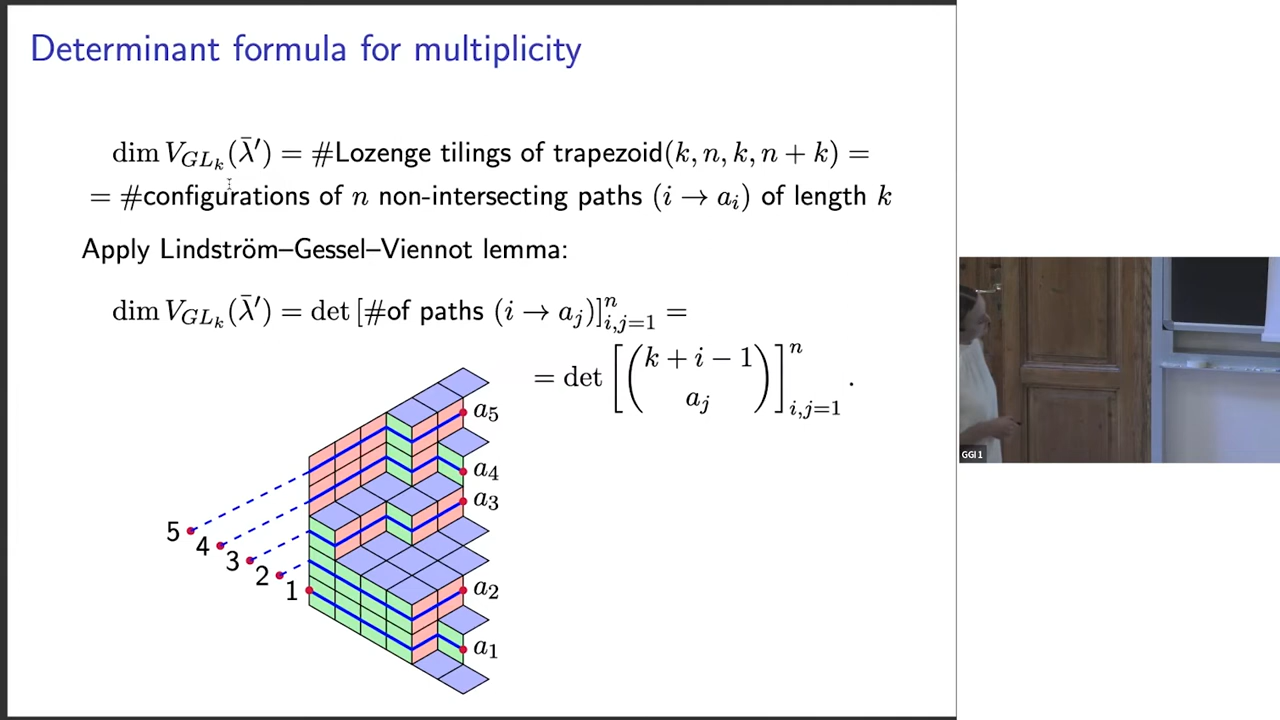 Determinant formula for multiplicity
dim V_{GL_k}(λ̄′) = #Lozenge tilings of trapezoid(k, n, k, n + k) =
= #configurations of n non-intersecting paths (i → a_i) of length k
Apply Lindström–Gessel–Viennot lemma:
dim V_{GL_k}(λ̄′) = det [#of paths (i → a_j)]^n_{i,j=1} =
= det [(k + i − 1 \atop a_j)]^n_{i,j=1} .
a_5
a_4
a_3
5
4
3
2
1
a_2
a_1
GGI 1